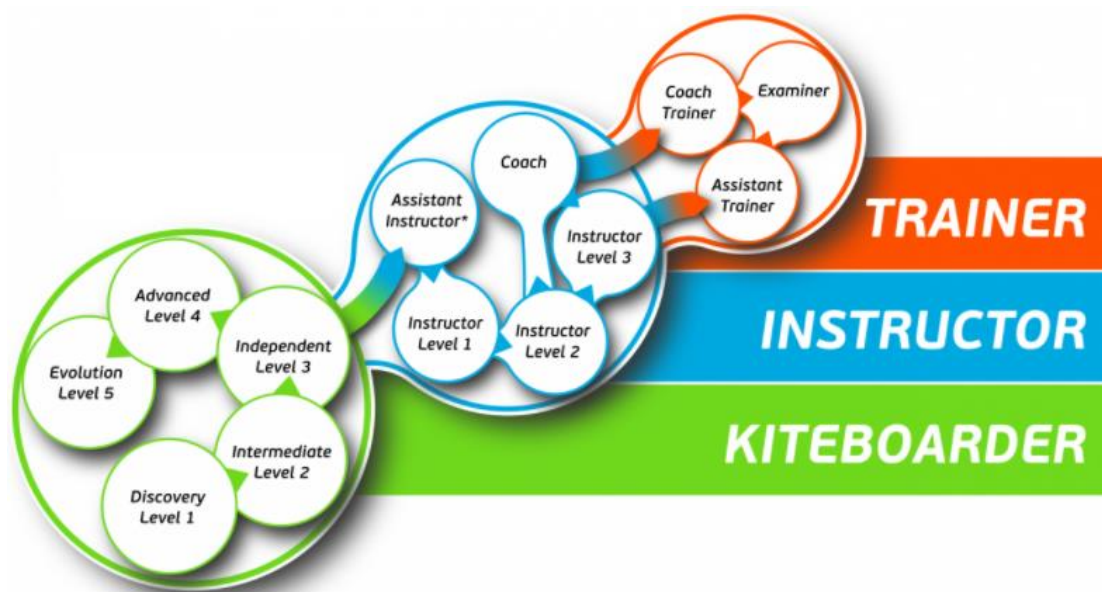 Coach
Trainer
Examiner
Assistant
Trainer
TRAINER
Coach
Assistant
Instructor*
Instructor
Level 3
Instructor
Level 1
Instructor
Level 2
INSTRUCTOR
Advanced
Level 4
Evolution
Level 5
Independent
Level 3
Intermediate
Level 2
Discovery
Level 1
KITEBOARDER